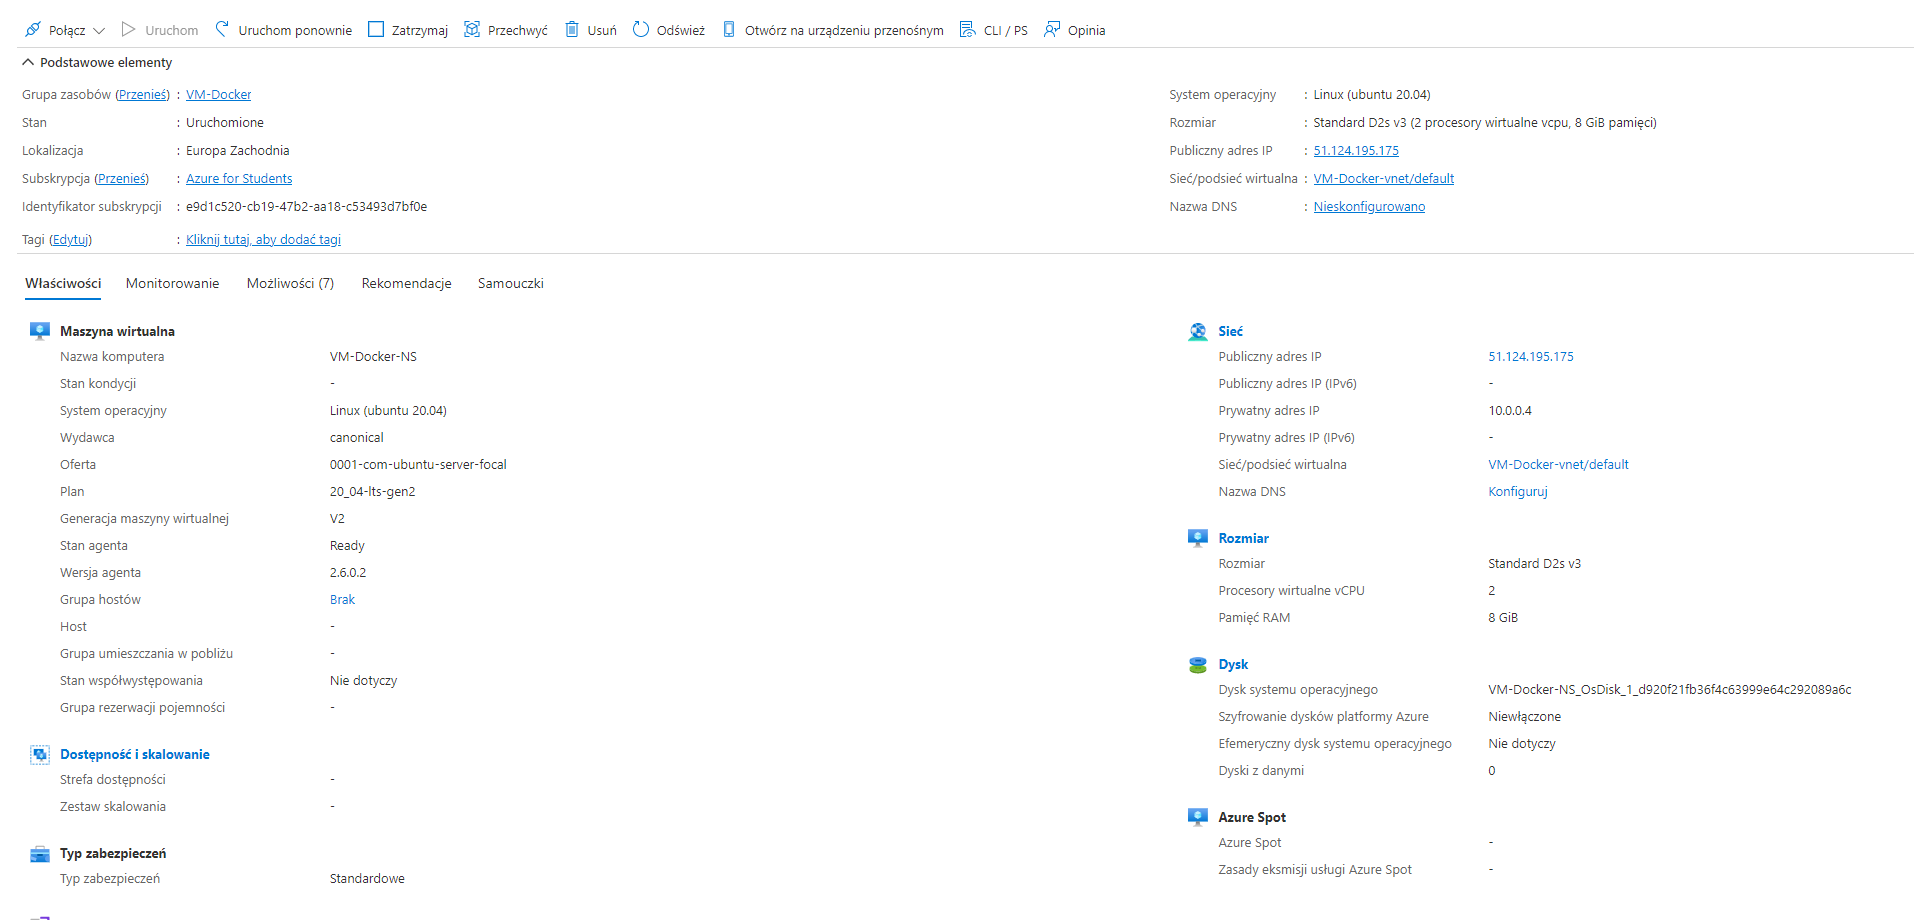 Połącz Uruchom Uruchom ponownie Zatrzymaj Przechwyć Usuń Odśwież Otwórz na urządzeniu przenośnym CLI / PS Opinia
Podstawowe elementy
Grupa zasobów (Przenieś) : VM-Docker
Stan : Uruchomione
Lokalizacja : Europa Zachodnia
Subskrypcja (Przenieś) : Azure for Students
Identyfikator subskrypcji : e9d1c520-cb19-47b2-aa18-c53493d7bf0e
Tagi (Edytuj) : Kliknij tutaj, aby dodać tagi
System operacyjny : Linux (ubuntu 20.04)
Rozmiar : Standard D2s v3 (2 procesory wirtualne vcpu, 8 GiB pamięci)
Publiczny adres IP : 51.124.195.175
Sieć/podsieć wirtualna : VM-Docker-vnet/default
Nazwa DNS : Nieskonfigurowano
Właściwości Monitorowanie Możliwości (7) Rekomendacje Samouczki
Maszyna wirtualna
Nazwa komputera VM-Docker-NS
Stan kondycji -
System operacyjny Linux (ubuntu 20.04)
Wydawca canonical
Oferta 0001-com-ubuntu-server-focal
Plan 20_04-lts-gen2
Generacja maszyny wirtualnej V2
Stan agenta Ready
Wersja agenta 2.6.0.2
Grupa hostów Brak
Host -
Grupa umieszczania w pobliżu -
Stan współwystępowania Nie dotyczy
Grupa rezerwacji pojemności -
Dostępność i skalowanie
Strefa dostępności -
Zestaw skalowania -
Typ zabezpieczeń
Typ zabezpieczeń Standardowe
Sieć
Publiczny adres IP 51.124.195.175
Publiczny adres IP (IPv6) -
Prywatny adres IP 10.0.0.4
Prywatny adres IP (IPv6) -
Sieć/podsieć wirtualna VM-Docker-vnet/default
Nazwa DNS Konfiguruj
Rozmiar
Rozmiar Standard D2s v3
Procesory wirtualne vCPU 2
Pamięć RAM 8 GiB
Dysk
Dysk systemu operacyjnego VM-Docker-NS_OsDisk_1_d920f21fb36f4c63999e64c292089a6c
Szyfrowanie dysków platformy Azure Niewłączone
Efemeryczny dysk systemu operacyjnego Nie dotyczy
Dyski z danymi 0
Azure Spot
Azure Spot -
Zasady eksmisji usługi Azure Spot -